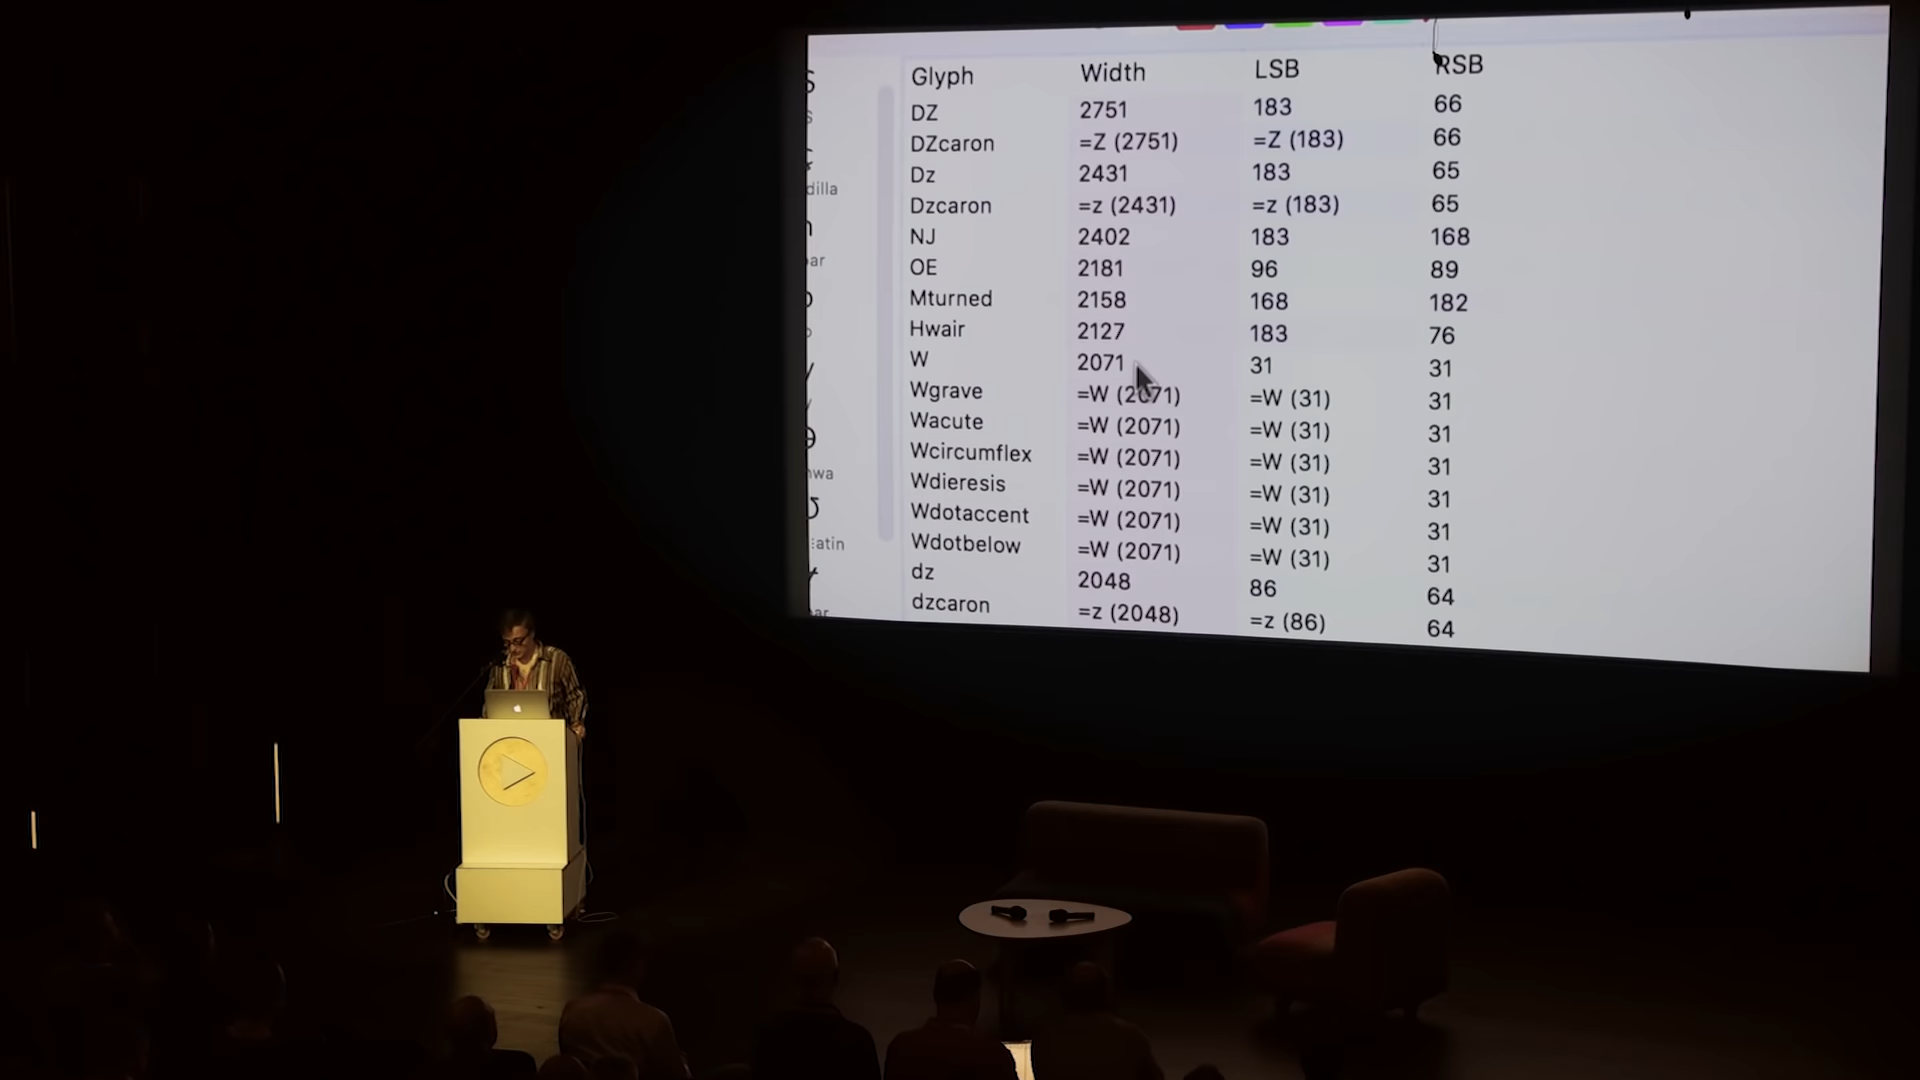 Glyph Width LSB RSB
DZ 2751 183 66
DZcaron =Z (2751) =Z (183) 66
Dz 2431 183 65
Dzcaron =z (2431) =z (183) 65
NJ 2402 183 168
OE 2181 96 89
Mturned 2158 168 182
Hwair 2127 183 76
W 2071 31 31
Wgrave =W (2071) =W (31) 31
Wacute =W (2071) =W (31) 31
Wcircumflex =W (2071) =W (31) 31
Wdieresis =W (2071) =W (31) 31
Wdotaccent =W (2071) =W (31) 31
Wdotbelow =W (2071) =W (31) 31
dz 2048 86 64
dzcaron =z (2048) =z (86) 64